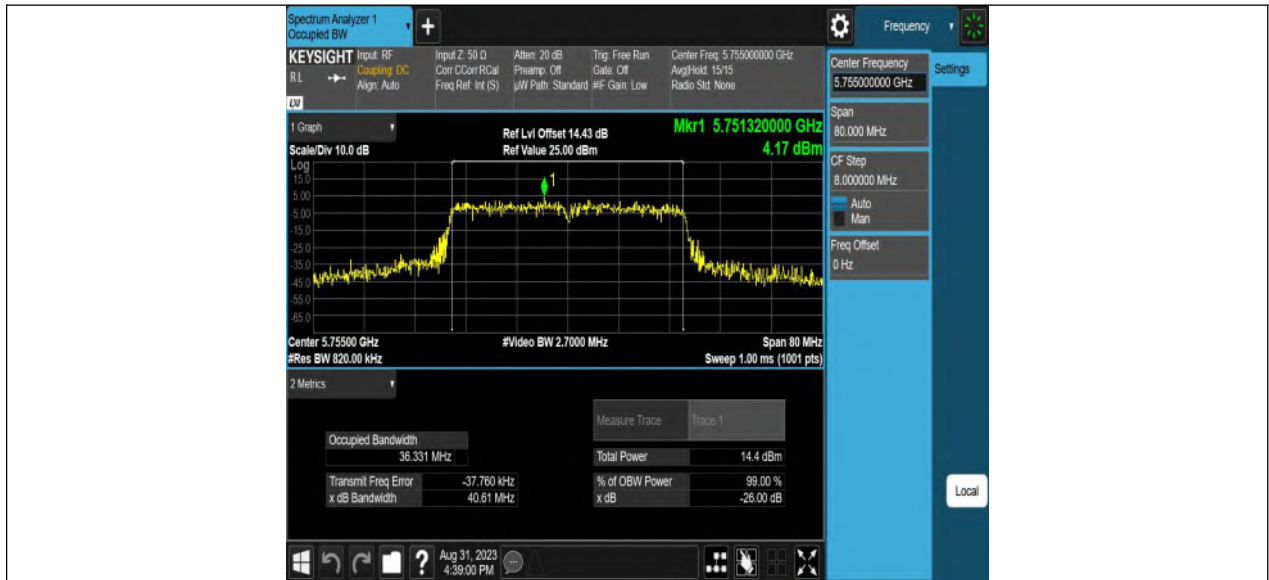 Spectrum Analyzer 1
Occupied BW
+
Frequency
KEYSIGHT
R L
LXI
Input: RF
Coupling: DC
Align: Auto
Input Z: 50 Ω
Corr CCorr RCal
Freq Ref: Int (S)
Atten: 20 dB
Preamp: Off
µW Path: Standard
Trig: Free Run
Gate: Off
#IF Gain: Low
Center Freq: 5.755000000 GHz
Avg|Hold: 15/15
Radio Std: None
Center Frequency
5.755000000 GHz
Settings
Span
80.000 MHz
CF Step
8.000000 MHz
Auto
Man
Freq Offset
0 Hz
Local
1 Graph
Scale/Div 10.0 dB
Ref Lvl Offset 14.43 dB
Ref Value 25.00 dBm
Mkr1 5.751320000 GHz
4.17 dBm
Log
15.0
5.00
-5.00
-15.0
-25.0
-35.0
-45.0
-55.0
-65.0
1
Center 5.75500 GHz
#Res BW 820.00 kHz
#Video BW 2.7000 MHz
Span 80 MHz
Sweep 1.00 ms (1001 pts)
2 Metrics
Measure Trace Trace 1
Occupied Bandwidth
36.331 MHz
Total Power 14.4 dBm
Transmit Freq Error -37.760 kHz
% of OBW Power 99.00 %
x dB Bandwidth 40.61 MHz
x dB -26.00 dB
?
Aug 31, 2023
4:39:00 PM